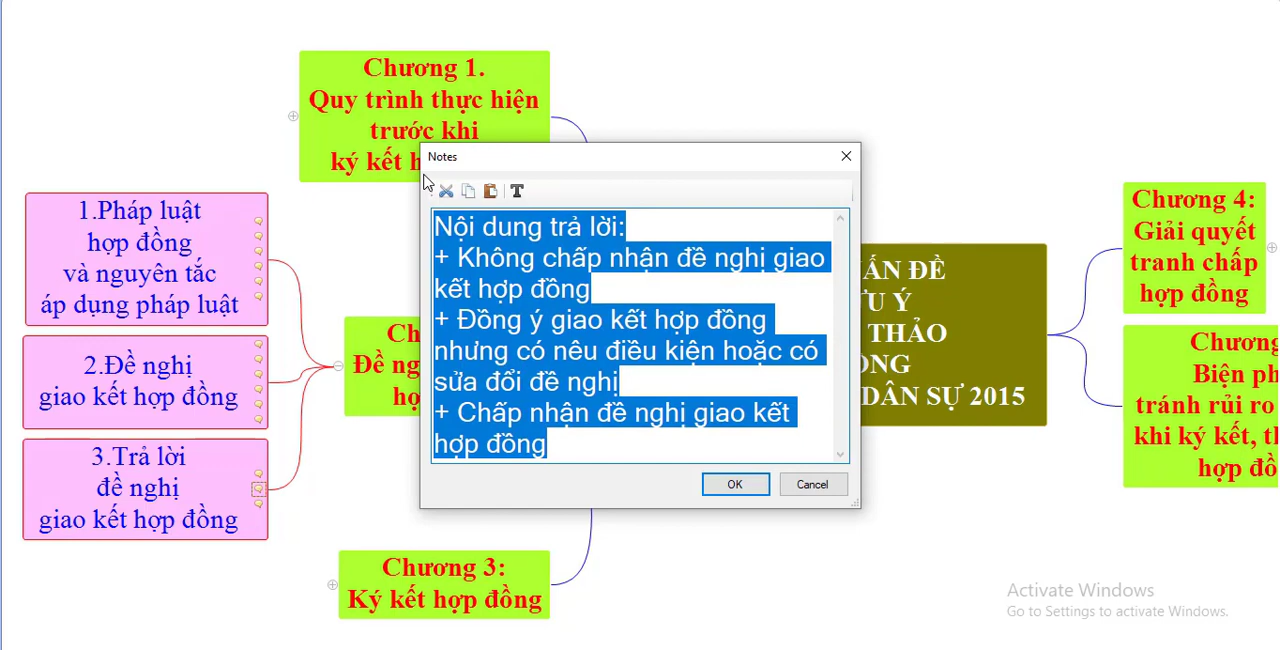 Chương 1.
Quy trình thực hiện
trước khi
ký kết
1.Pháp luật
hợp đồng
và nguyên tắc
áp dụng pháp luật
2.Đề nghị
giao kết hợp đồng
3.Trả lời
đề nghị
giao kết hợp đồng
Đề
Chương 3:
Ký kết hợp đồng
Notes
Nội dung trả lời:
+ Không chấp nhận đề nghị giao
kết hợp đồng
+ Đồng ý giao kết hợp đồng
nhưng có nêu điều kiện hoặc có
sửa đổi đề nghị
+ Chấp nhận đề nghị giao kết
hợp đồng
OK
Cancel
ĐỀ
Ý
THẢO
DÂN SỰ 2015
Chương 4:
Giải quyết
tranh chấp
hợp đồng
Chương
Biện
tránh rủi ro
khi ký kết,
hợp
Activate Windows
Go to Settings to activate Windows.